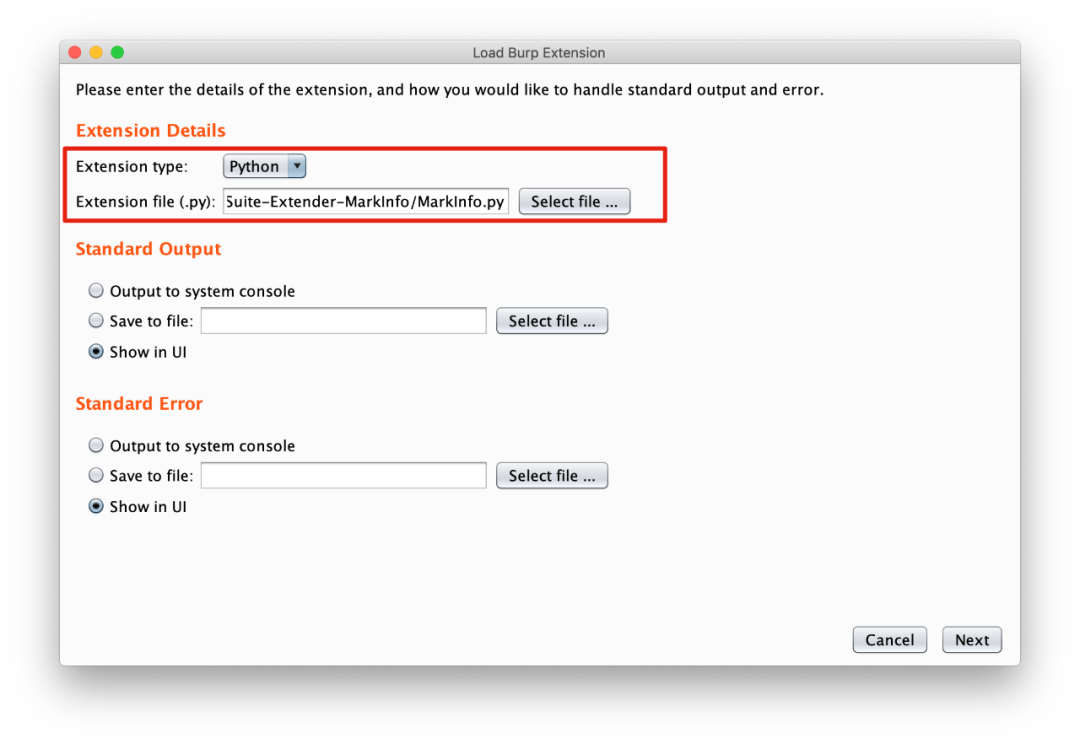 Load Burp Extension
Please enter the details of the extension, and how you would like to handle standard output and error.
Extension Details
Extension type: Python
Extension file (.py): Suite-Extender-MarkInfo/MarkInfo.py Select file ...
Standard Output
Output to system console
Save to file: Select file ...
Show in UI
Standard Error
Output to system console
Save to file: Select file ...
Show in UI
Cancel Next